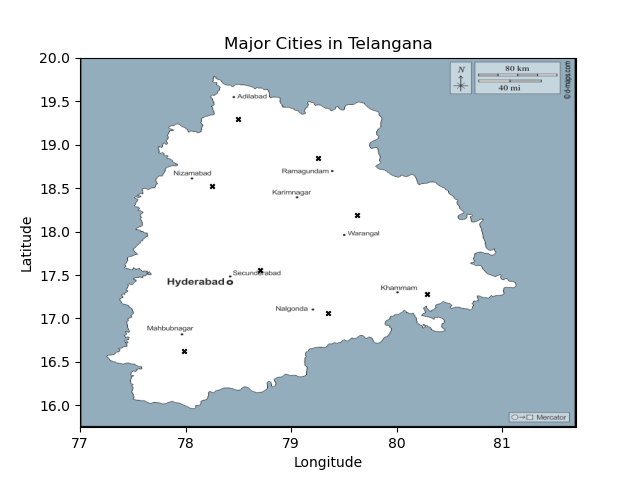 Major Cities in Telangana
20.0
19.5
19.0
18.5
18.0
17.5
17.0
16.5
16.0
Latitude
77
78
79
80
81
Longitude
N
80 km
40 mi
© d-maps.com
Adilabad
Nizamabad
Ramagundam
Karimnagar
Warangal
Secunderabad
Hyderabad
Khammam
Nalgonda
Mahbubnagar
Mercator